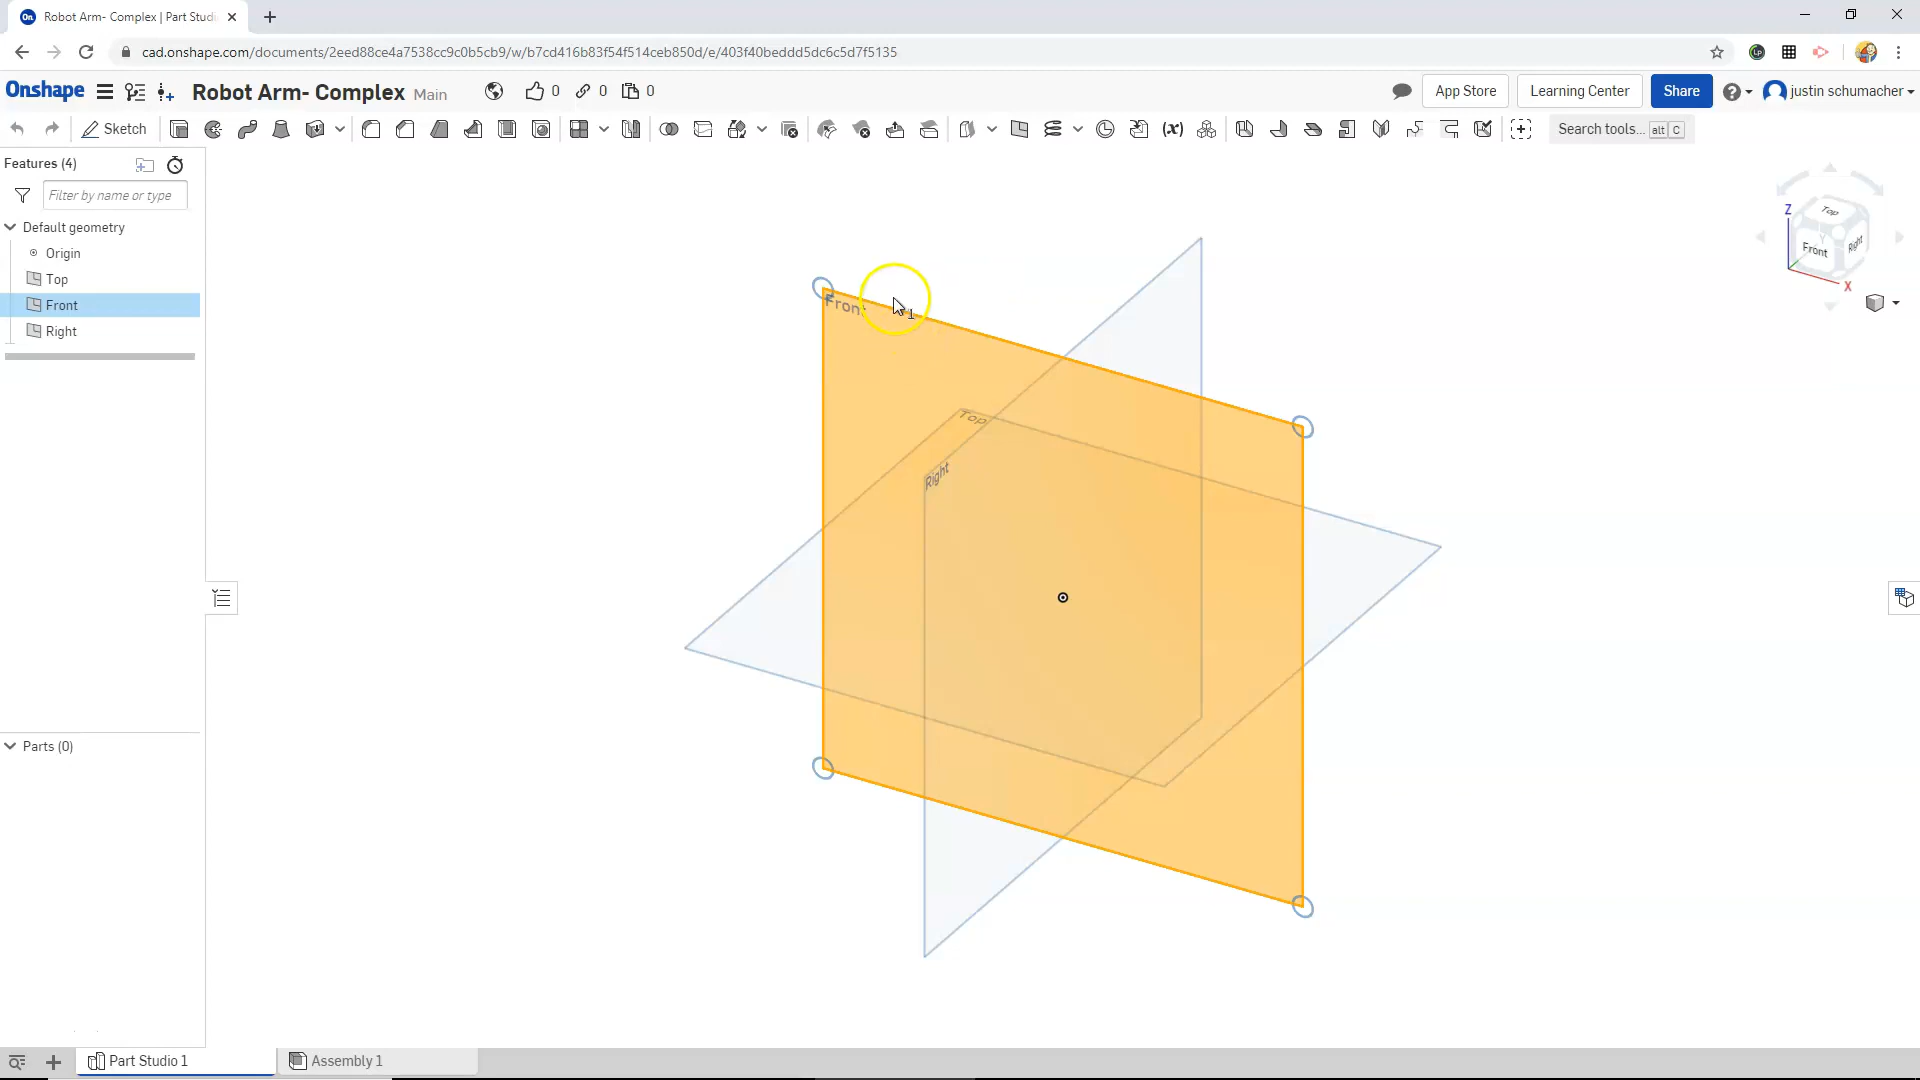 Robot Arm- Complex | Part Studi
cad.onshape.com/documents/2eed88ce4a7538cc9c0b5cb9/w/b7cd416b83f54f514ceb850d/e/403f40beddd5dc6c5d7f5135
Onshape Robot Arm- Complex Main 0 0 0 App Store Learning Center Share justin schumacher
Sketch (x) Search tools... alt C
Features (4)
Filter by name or type
Default geometry
Origin
Top
Front
Right
Front
Top
Right
1
Z
Top
Front
Right
Y
X
Parts (0)
Part Studio 1
Assembly 1